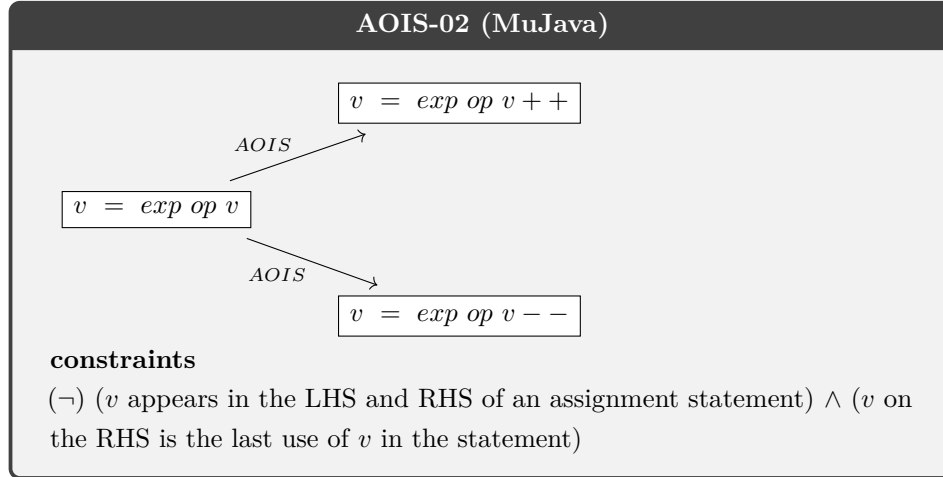 AOIS-02 (MuJava)
v = exp op v + +
AOIS
v = exp op v
AOIS
v = exp op v − −
constraints
(¬) (v appears in the LHS and RHS of an assignment statement) ∧ (v on
the RHS is the last use of v in the statement)